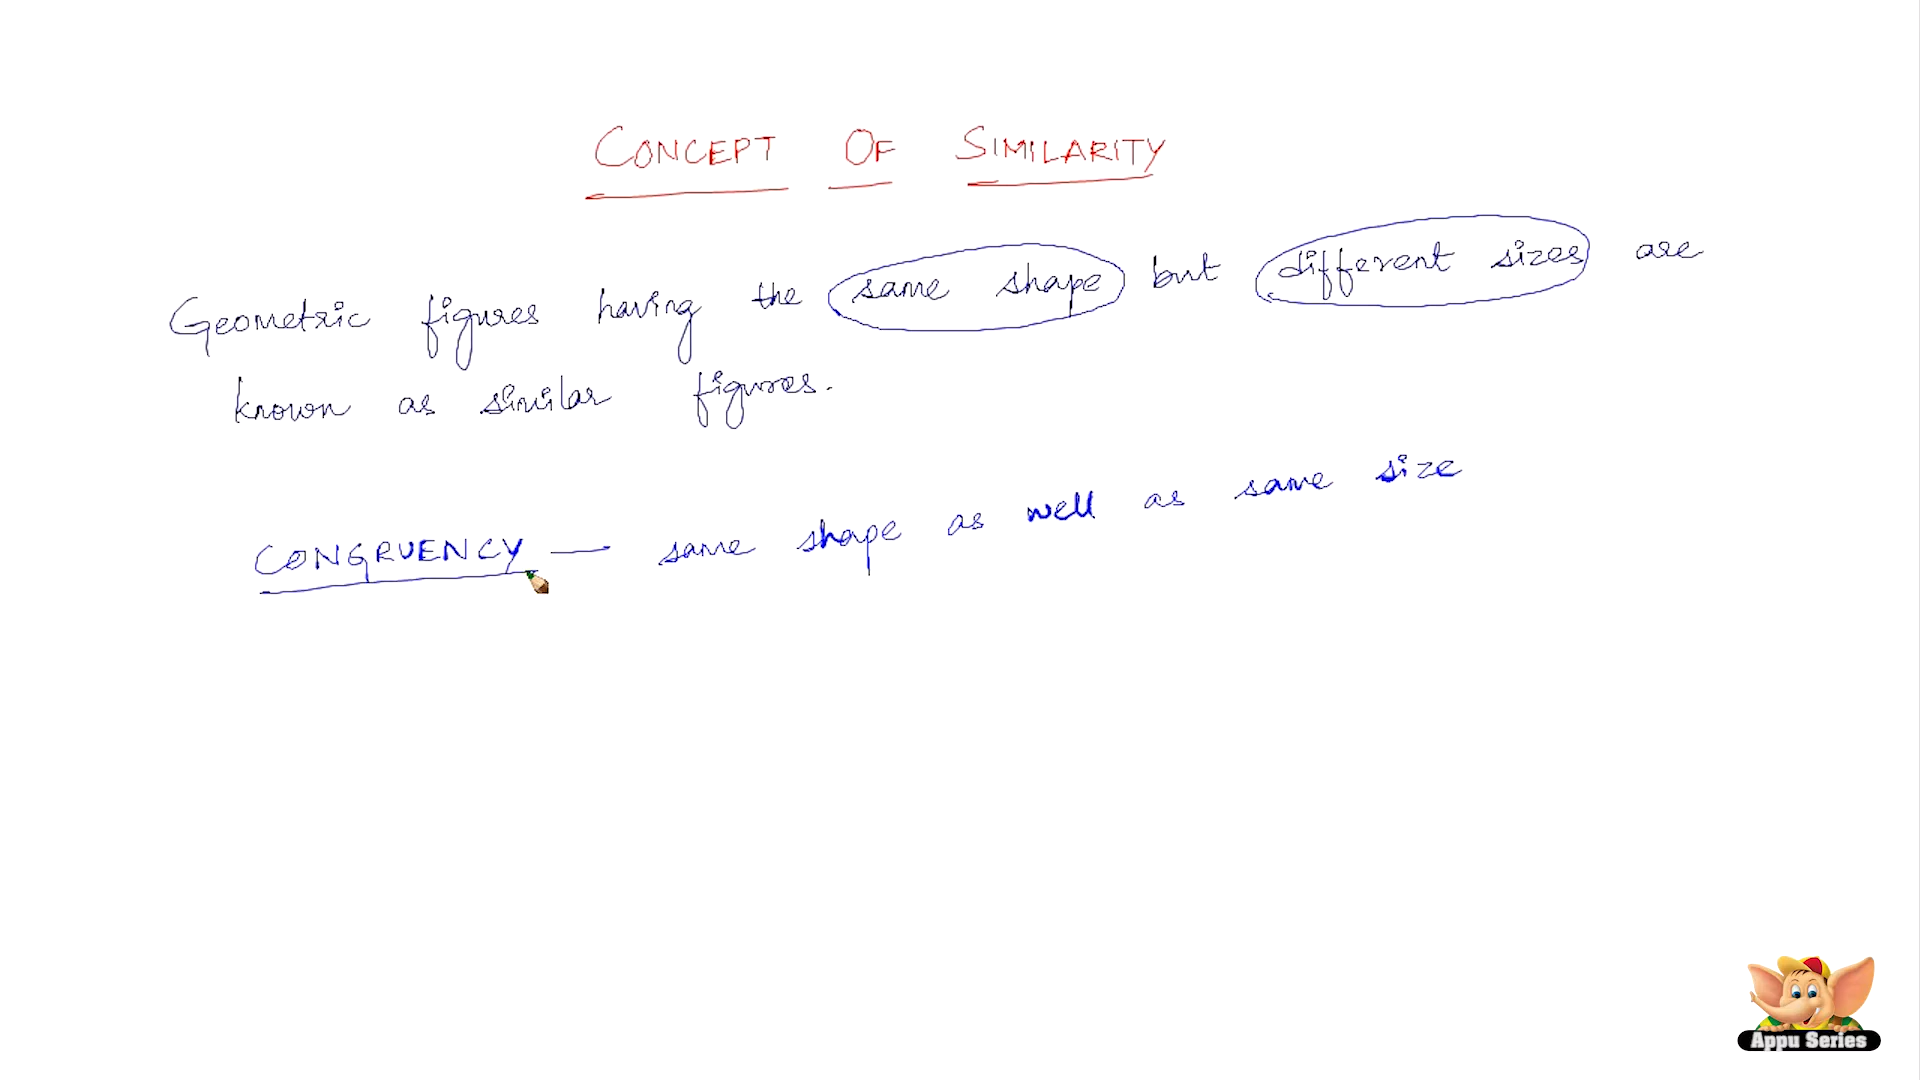 CONCEPT OF SIMILARITY
Geometric figures having the same shape but different sizes are
known as similar figures.
CONGRUENCY — same shape as well as same size
Appu Series